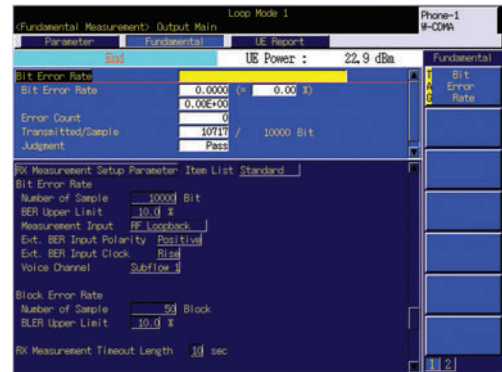 Loop Mode 1
Phone-1
W-CDMA
<Fundamental Measurement> Output Main
Parameter Fundamental UE Report
End UE Power : 22.9 dBm Fundamental
Bit Error Rate
Bit Error Rate 0.0000 (= 0.00 %)
0.00E+00
Error Count 0
Transmitted/Sample 10717 / 10000 Bit
Judgment Pass
TAG
Bit
Error
Rate
RX Measurement Setup Parameter Item List Standard
Bit Error Rate
Number of Sample 10000 Bit
BER Upper Limit 10.0 %
Measurement Input RF Loopback
Ext. BER Input Polarity Positive
Ext. BER Input Clock Rise
Voice Channel Subflow 1
Block Error Rate
Number of Sample 50 Block
BLER Upper Limit 10.0 %
RX Measurement Timeout Length 10 sec
1 2